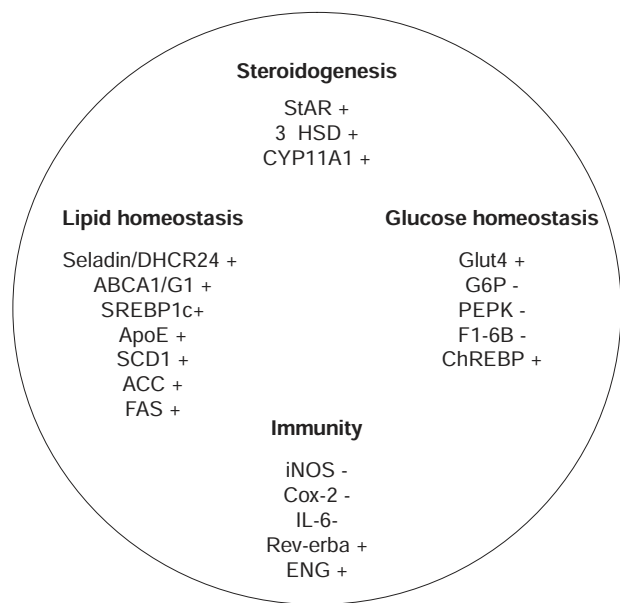 Steroidogenesis
StAR +
3 HSD +
CYP11A1 +
Lipid homeostasis
Seladin/DHCR24 +
ABCA1/G1 +
SREBP1c+
ApoE +
SCD1 +
ACC +
FAS +
Glucose homeostasis
Glut4 +
G6P -
PEPK -
F1-6B -
ChREBP +
Immunity
iNOS -
Cox-2 -
IL-6-
Rev-erba +
ENG +